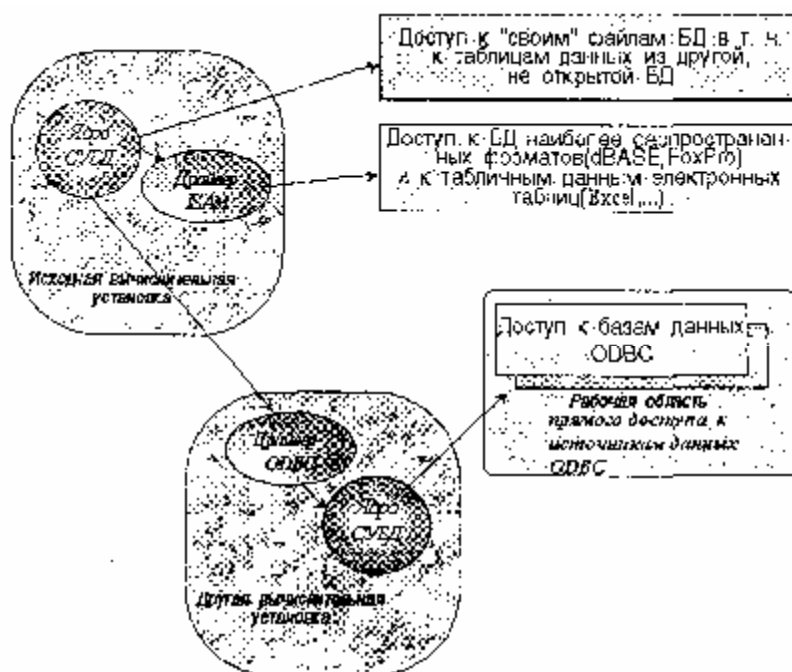 Доступ к "своим" файлам БД в т. ч.
к таблицам данных из другой,
не открытой БД
Ядро
СУБД
Доступ к БД наиболее распространен-
ных форматов(dBASE,FoxPro)
и к табличным данным электронных
таблиц(Excel,...)
Драйвер
Исходная вычислительная
установка
Доступ к базам данных
ODBC
Рабочая область
прямого доступа к
источникам данных
ODBC
Драйвер
ODBC
Ядро
СУБД
Другая вычислительная
установка